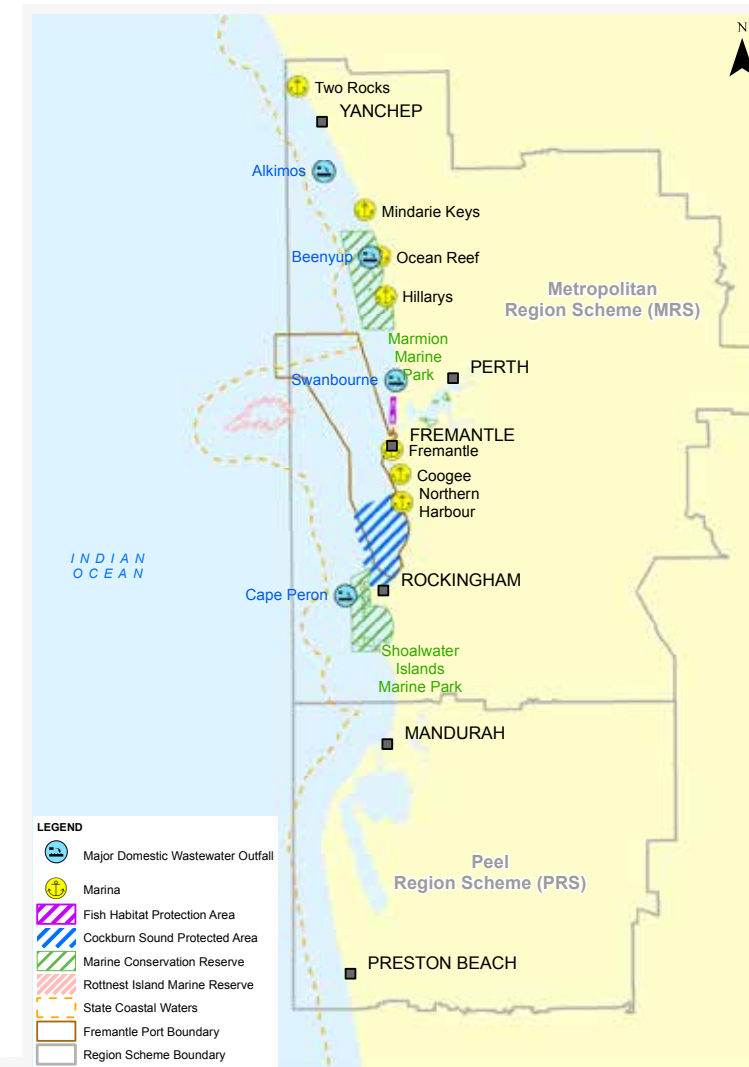 N
Two Rocks
YANCHEP
Alkimos
Mindarie Keys
Beenyup
Ocean Reef
Hillarys
Metropolitan
Region Scheme (MRS)
Marmion
Marine
Park
PERTH
Swanbourne
FREMANTLE
Fremantle
Coogee
Northern
Harbour
INDIAN
OCEAN
ROCKINGHAM
Cape Peron
Shoalwater
Islands
Marine Park
MANDURAH
Peel
Region Scheme (PRS)
PRESTON BEACH
LEGEND
Major Domestic Wastewater Outfall
Marina
Fish Habitat Protection Area
Cockburn Sound Protected Area
Marine Conservation Reserve
Rottnest Island Marine Reserve
State Coastal Waters
Fremantle Port Boundary
Region Scheme Boundary